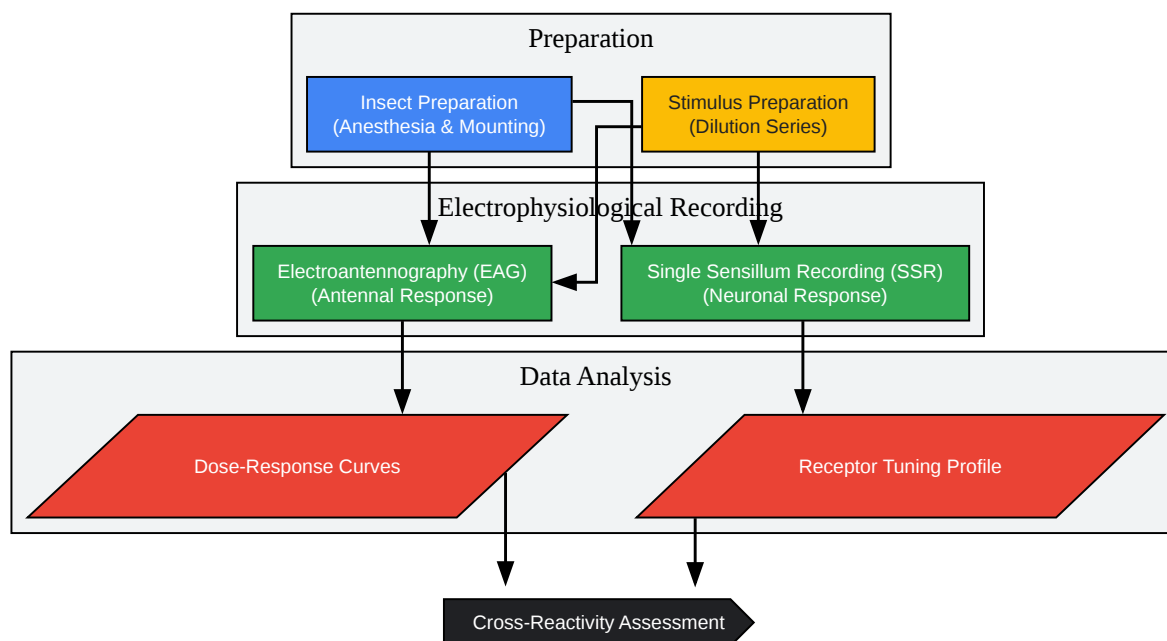 Preparation
Insect Preparation
(Anesthesia & Mounting)
Stimulus Preparation
(Dilution Series)
Electrophysiological Recording
Electroantennography (EAG)
(Antennal Response)
Single Sensillum Recording (SSR)
(Neuronal Response)
Data Analysis
Dose-Response Curves
Receptor Tuning Profile
Cross-Reactivity Assessment